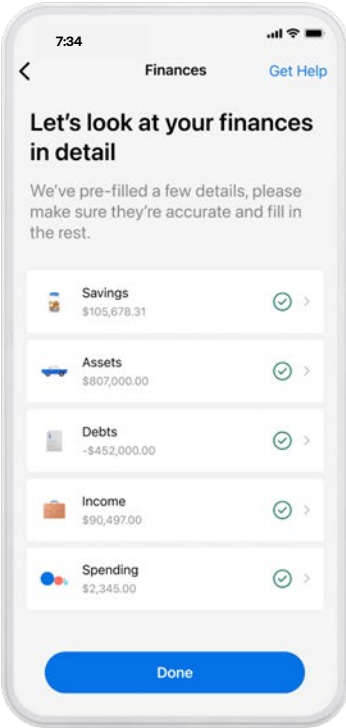 7:34
Finances
Get Help
Let's look at your finances
in detail
We've pre-filled a few details, please
make sure they're accurate and fill in
the rest.
Savings
$105,678.31
Assets
$807,000.00
Debts
-$452,000.00
Income
$90,497.00
Spending
$2,345.00
Done